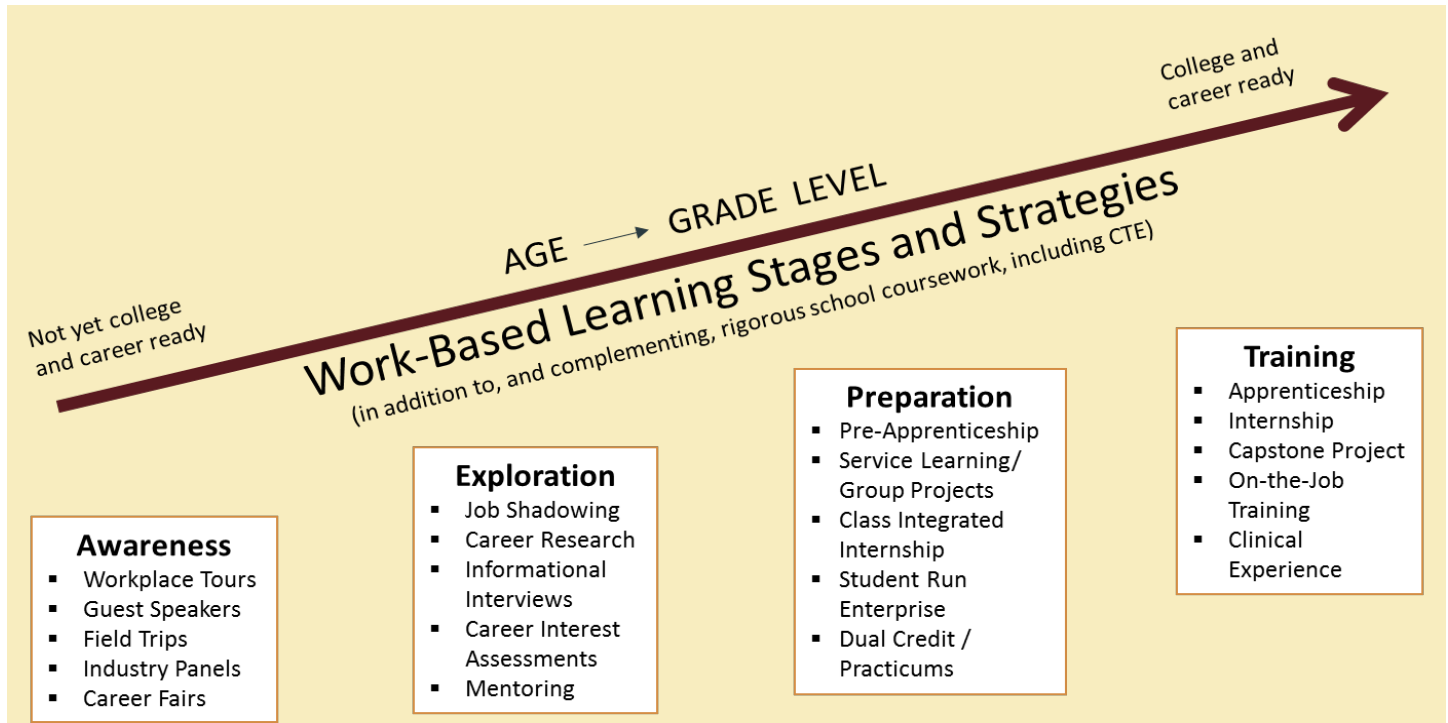 College and
career ready
AGE → GRADE LEVEL
Work-Based Learning Stages and Strategies
(in addition to, and complementing, rigorous school coursework, including CTE)
Not yet college
and career ready
Awareness
▪ Workplace Tours
▪ Guest Speakers
▪ Field Trips
▪ Industry Panels
▪ Career Fairs
Exploration
▪ Job Shadowing
▪ Career Research
▪ Informational
Interviews
▪ Career Interest
Assessments
▪ Mentoring
Preparation
▪ Pre-Apprenticeship
▪ Service Learning/
Group Projects
▪ Class Integrated
Internship
▪ Student Run
Enterprise
▪ Dual Credit /
Practicums
Training
▪ Apprenticeship
▪ Internship
▪ Capstone Project
▪ On-the-Job
Training
▪ Clinical
Experience